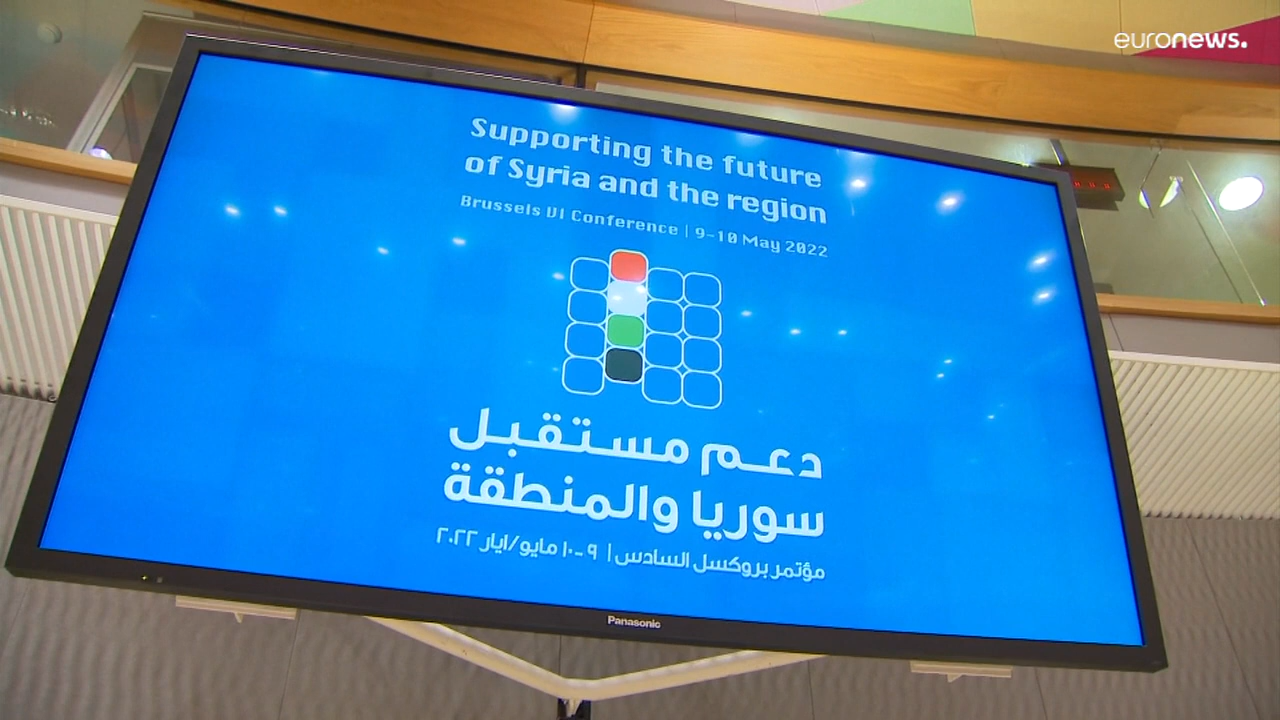 euronews.
Supporting the future
of Syria and the region
Brussels VI Conference | 9-10 May 2022
دعم مستقبل
سوريا والمنطقة
مؤتمر بروكسل السادس | ٩-١٠ مايو/ايار ٢٠٢٢
Panasonic